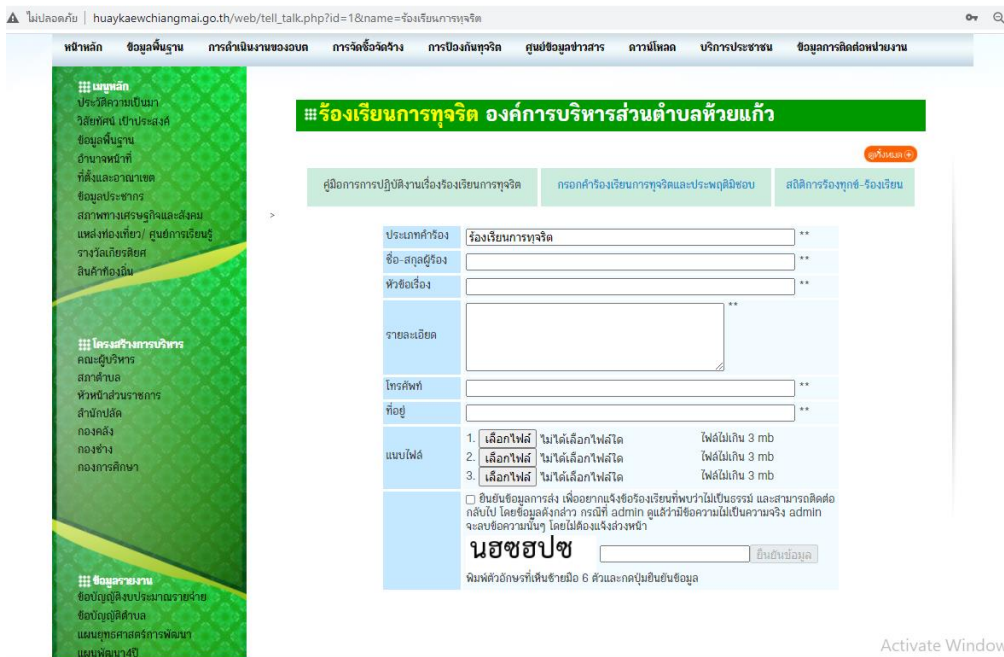 ไม่ปลอดภัย | huaykaewchiangmai.go.th/web/tell_talk.php?id=1&name=ร้องเรียนการทุจริต
หน้าหลัก ข้อมูลพื้นฐาน การดำเนินงานของอบต การจัดซื้อจัดจ้าง การป้องกันทุจริต ศูนย์ข้อมูลข่าวสาร ดาวน์โหลด บริการประชาชน ข้อมูลการติดต่อหน่วยงาน
เมนูหลัก
ประวัติความเป็นมา
วิสัยทัศน์ เป้าประสงค์
ข้อมูลพื้นฐาน
อำนาจหน้าที่
ที่ตั้งและอาณาเขต
ข้อมูลประชากร
สภาพทางเศรษฐกิจและสังคม
แหล่งท่องเที่ยว/ ศูนย์การเรียนรู้
รางวัลเกียรติยศ
สินค้าท้องถิ่น
โครงสร้างการบริหาร
คณะผู้บริหาร
สภาตำบล
หัวหน้าส่วนราชการ
สำนักปลัด
กองคลัง
กองช่าง
กองการศึกษา
ข้อมูลรายงาน
ข้อบัญญัติงบประมาณรายจ่าย
ข้อบัญญัติตำบล
แผนยุทธศาสตร์การพัฒนา
แผนพัฒนา4ปี
ร้องเรียนการทุจริต องค์การบริหารส่วนตำบลห้วยแก้ว
ดูทั้งหมด
คู่มือการการปฏิบัติงานเรื่องร้องเรียนการทุจริต กรอกคำร้องเรียนการทุจริตและประพฤติมิชอบ สถิติการร้องทุกข์-ร้องเรียน
>
ประเภทคำร้อง ร้องเรียนการทุจริต **
ชื่อ-สกุลผู้ร้อง **
หัวข้อเรื่อง **
รายละเอียด **
โทรศัพท์ **
ที่อยู่ **
แนบไฟล์
1. เลือกไฟล์ ไม่ได้เลือกไฟล์ใด ไฟล์ไม่เกิน 3 mb
2. เลือกไฟล์ ไม่ได้เลือกไฟล์ใด ไฟล์ไม่เกิน 3 mb
3. เลือกไฟล์ ไม่ได้เลือกไฟล์ใด ไฟล์ไม่เกิน 3 mb
ยืนยันข้อมูลการส่ง เพื่ออยากแจ้งข้อร้องเรียนที่พบว่าไม่เป็นธรรม และสามารถติดต่อ
กลับไป โดยข้อมูลดังกล่าว กรณีที่ admin ดูแล้วว่ามีข้อความไม่เป็นความจริง admin
จะลบข้อความนั้นๆ โดยไม่ต้องแจ้งล่วงหน้า
นฮซฮปซ ยืนยันข้อมูล
พิมพ์ตัวอักษรที่เห็นซ้ายมือ 6 ตัวและกดปุ่มยืนยันข้อมูล
Activate Window